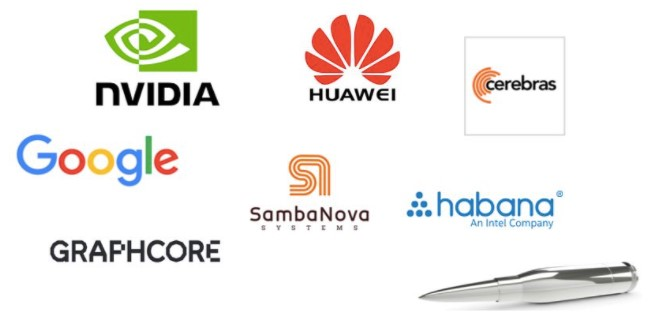 NVIDIA
HUAWEI
cerebras
Google
SambaNova
SYSTEMS
habana®
An Intel Company
GRAPHCORE